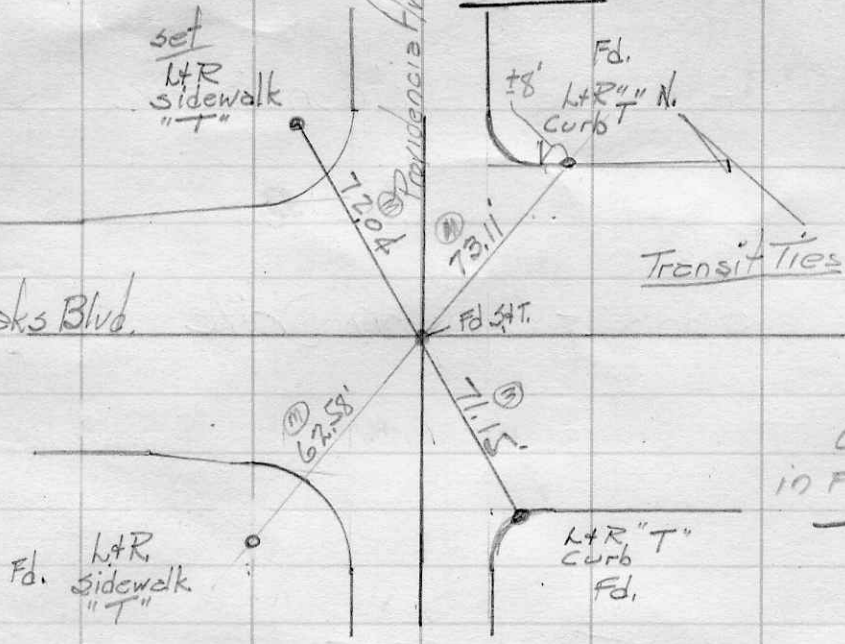 set
L+R
sidewalk
"T"
Providencia
±8'
Fd.
L+R "T" N.
Curb
72.04 (M)
(M) 73.11'
Transit Ties
Blvd.
Fd S+T.
(M) 62.58'
71.15 (M)
in
Fd. L+R
sidewalk
"T"
L+R "T"
Curb
Fd.